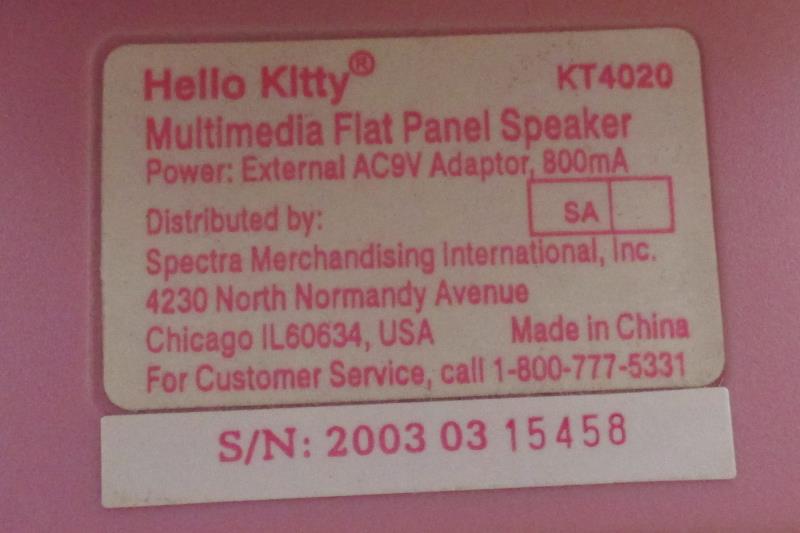 Hello Kitty® KT4020
Multimedia Flat Panel Speaker
Power: External AC9V Adaptor, 800mA
Distributed by: SA
Spectra Merchandising International, Inc.
4230 North Normandy Avenue
Chicago IL60634, USA Made in China
For Customer Service, call 1-800-777-5331
S/N: 2003 03 15458